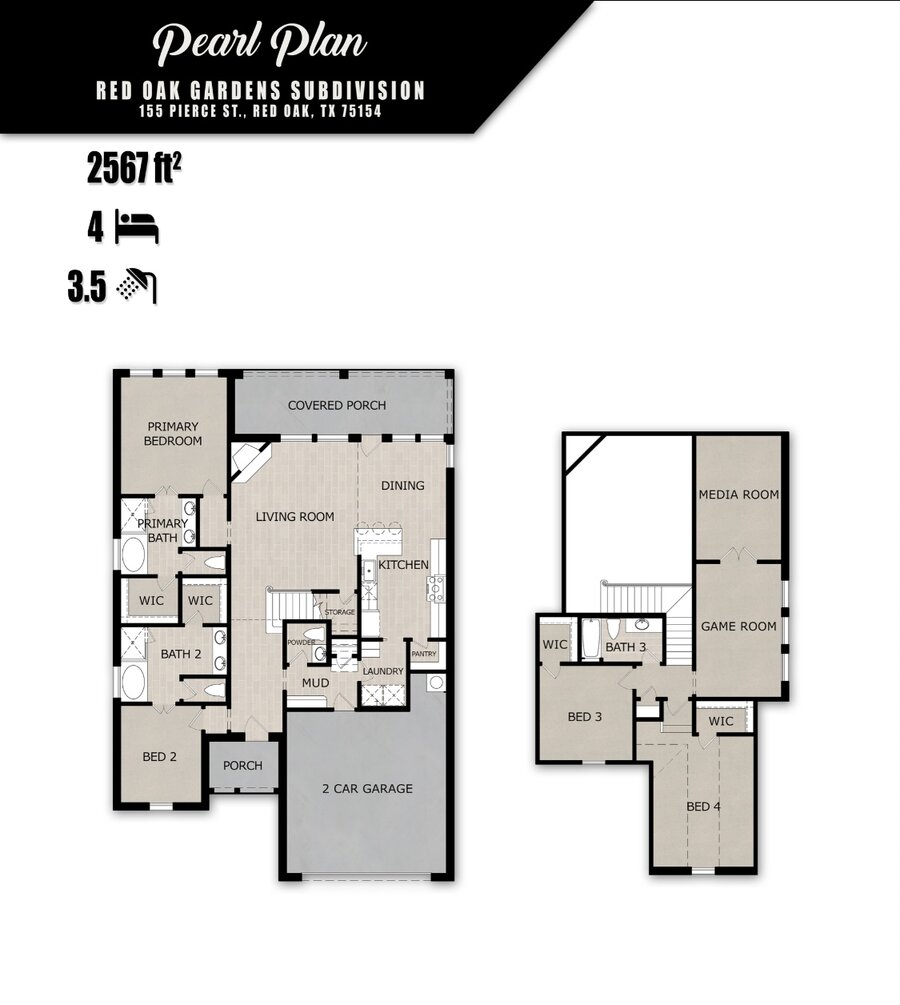 Pearl Plan
RED OAK GARDENS SUBDIVISION
155 PIERCE ST., RED OAK, TX 75154
2567 ft²
4
3.5
COVERED PORCH
PRIMARY
BEDROOM
DINING
LIVING ROOM
PRIMARY
BATH
KITCHEN
WIC
WIC
STORAGE
POWDER
BATH 2
PANTRY
LAUNDRY
MUD
BED 2
PORCH
2 CAR GARAGE
MEDIA ROOM
GAME ROOM
WIC
BATH 3
BED 3
WIC
BED 4